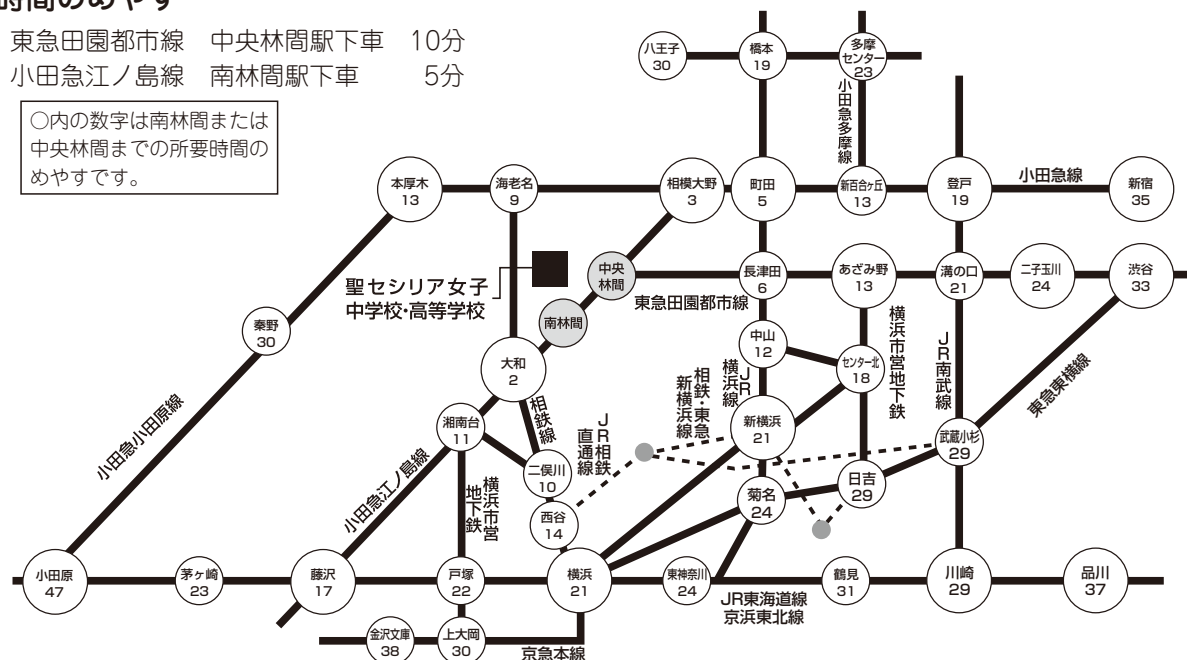 時間のめやす
東急田園都市線 中央林間駅下車 10分
小田急江ノ島線 南林間駅下車 5分
○内の数字は南林間または
中央林間までの所要時間の
めやすです。
八王子
30
橋本
19
多摩
センター
23
小田急多摩線
本厚木
13
海老名
9
相模大野
3
町田
5
新百合ヶ丘
13
登戸
19
小田急線
新宿
35
聖セシリア女子
中学校・高等学校
中央
林間
東急田園都市線
長津田
6
あざみ野
13
溝の口
21
二子玉川
24
渋谷
33
南林間
秦野
30
大和
2
中山
12
センター北
18
横浜市営地下鉄
JR南武線
東急東横線
JR
横浜線
相鉄・東急
新横浜線
小田急小田原線
湘南台
11
相鉄線
JR相鉄
直通線
新横浜
21
武蔵小杉
29
小田急江ノ島線
横浜市営
地下鉄
二俣川
10
西谷
14
菊名
24
日吉
29
小田原
47
茅ヶ崎
23
藤沢
17
戸塚
22
横浜
21
東神奈川
24
鶴見
31
川崎
29
品川
37
JR東海道線
京浜東北線
金沢文庫
38
上大岡
30
京急本線